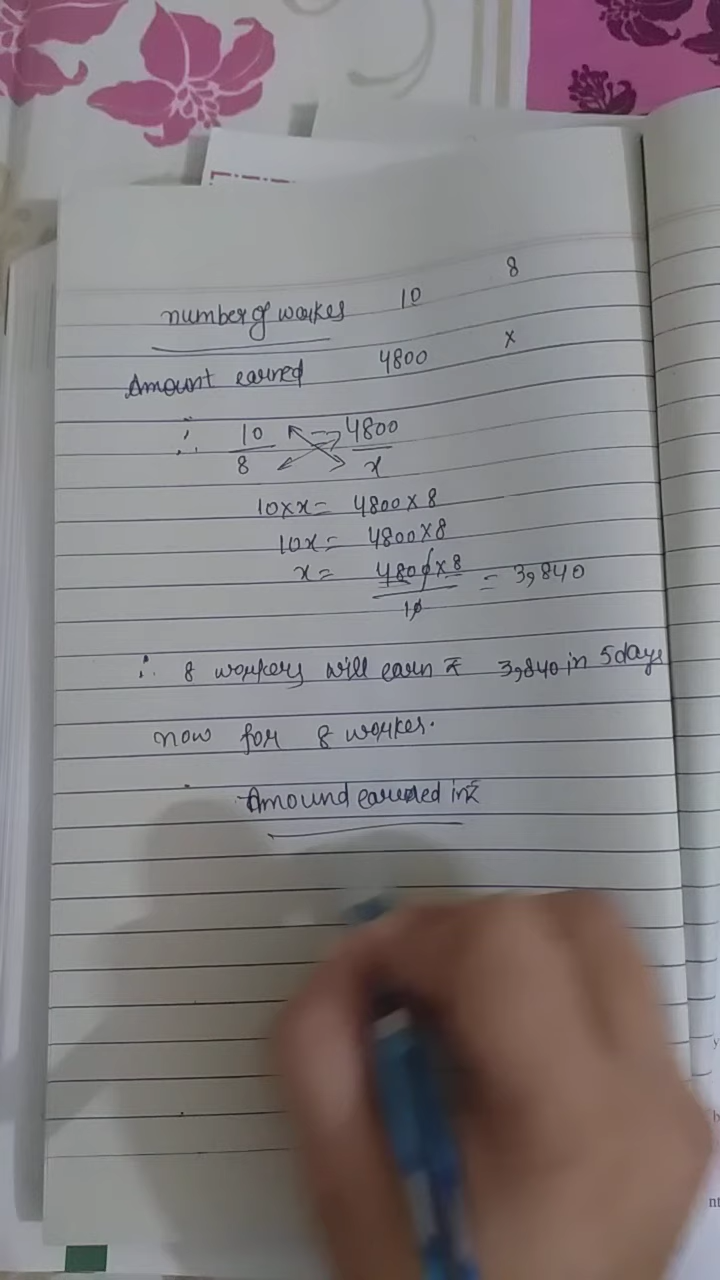 number of workes 10 8
Amount earned 4800 x
∴ 10/8 = 4800/x
10×x = 4800×8
10x = 4800×8
x = 4800×8/10 = 3,840
∴ 8 workers will earn ₹ 3,840 in 5 days
now for 8 workes.
Amound earned in ₹